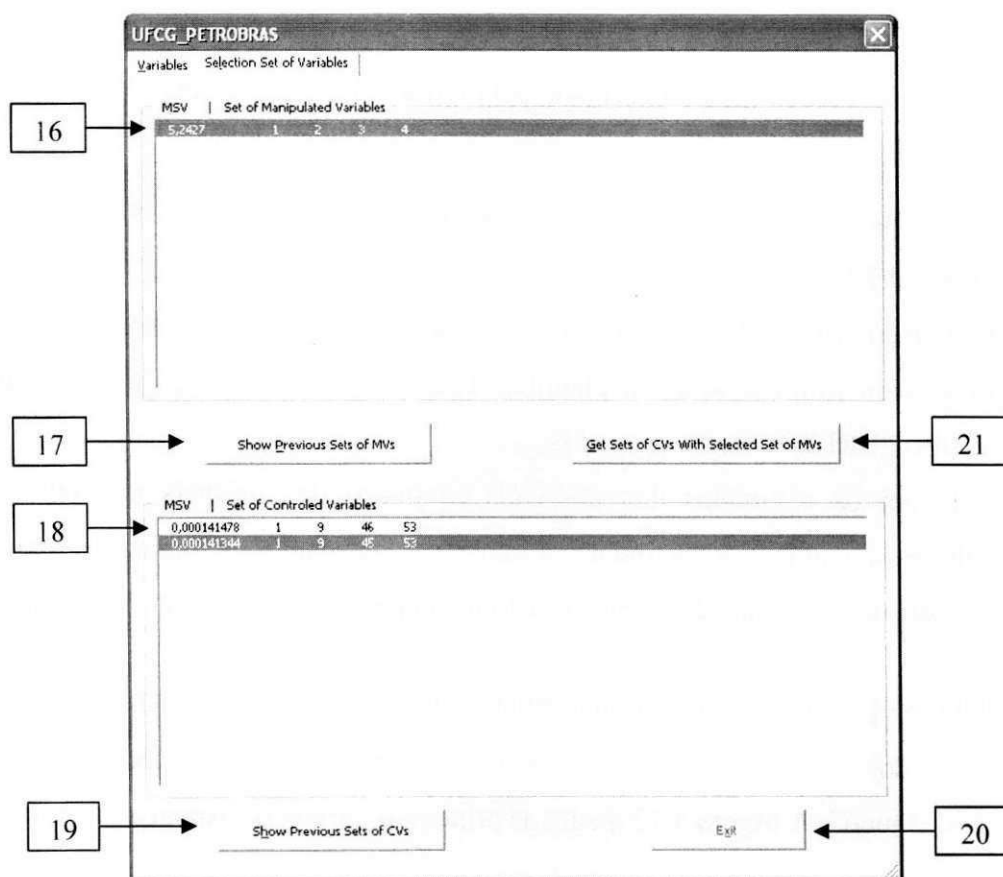 UFCG_PETROBRAS
Variables Selection Set of Variables
MSV | Set of Manipulated Variables
16
5,2427 1 2 3 4
17
Show Previous Sets of MVs
Get Sets of CVs With Selected Set of MVs
21
MSV | Set of Controled Variables
18
0,000141478 1 9 46 53
0,000141344 1 9 45 53
19
Show Previous Sets of CVs
Exit
20